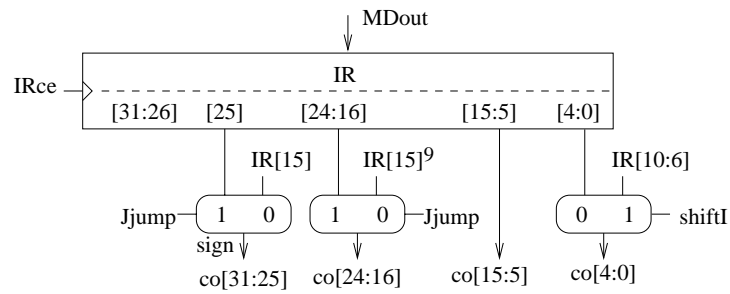 MDout
IR
IRce
[31:26] [25] [24:16] [15:5] [4:0]
IR[15] IR[15]9 IR[10:6]
Jjump 1 0 1 0 Jjump 0 1 shiftI
sign
co[31:25] co[24:16] co[15:5] co[4:0]